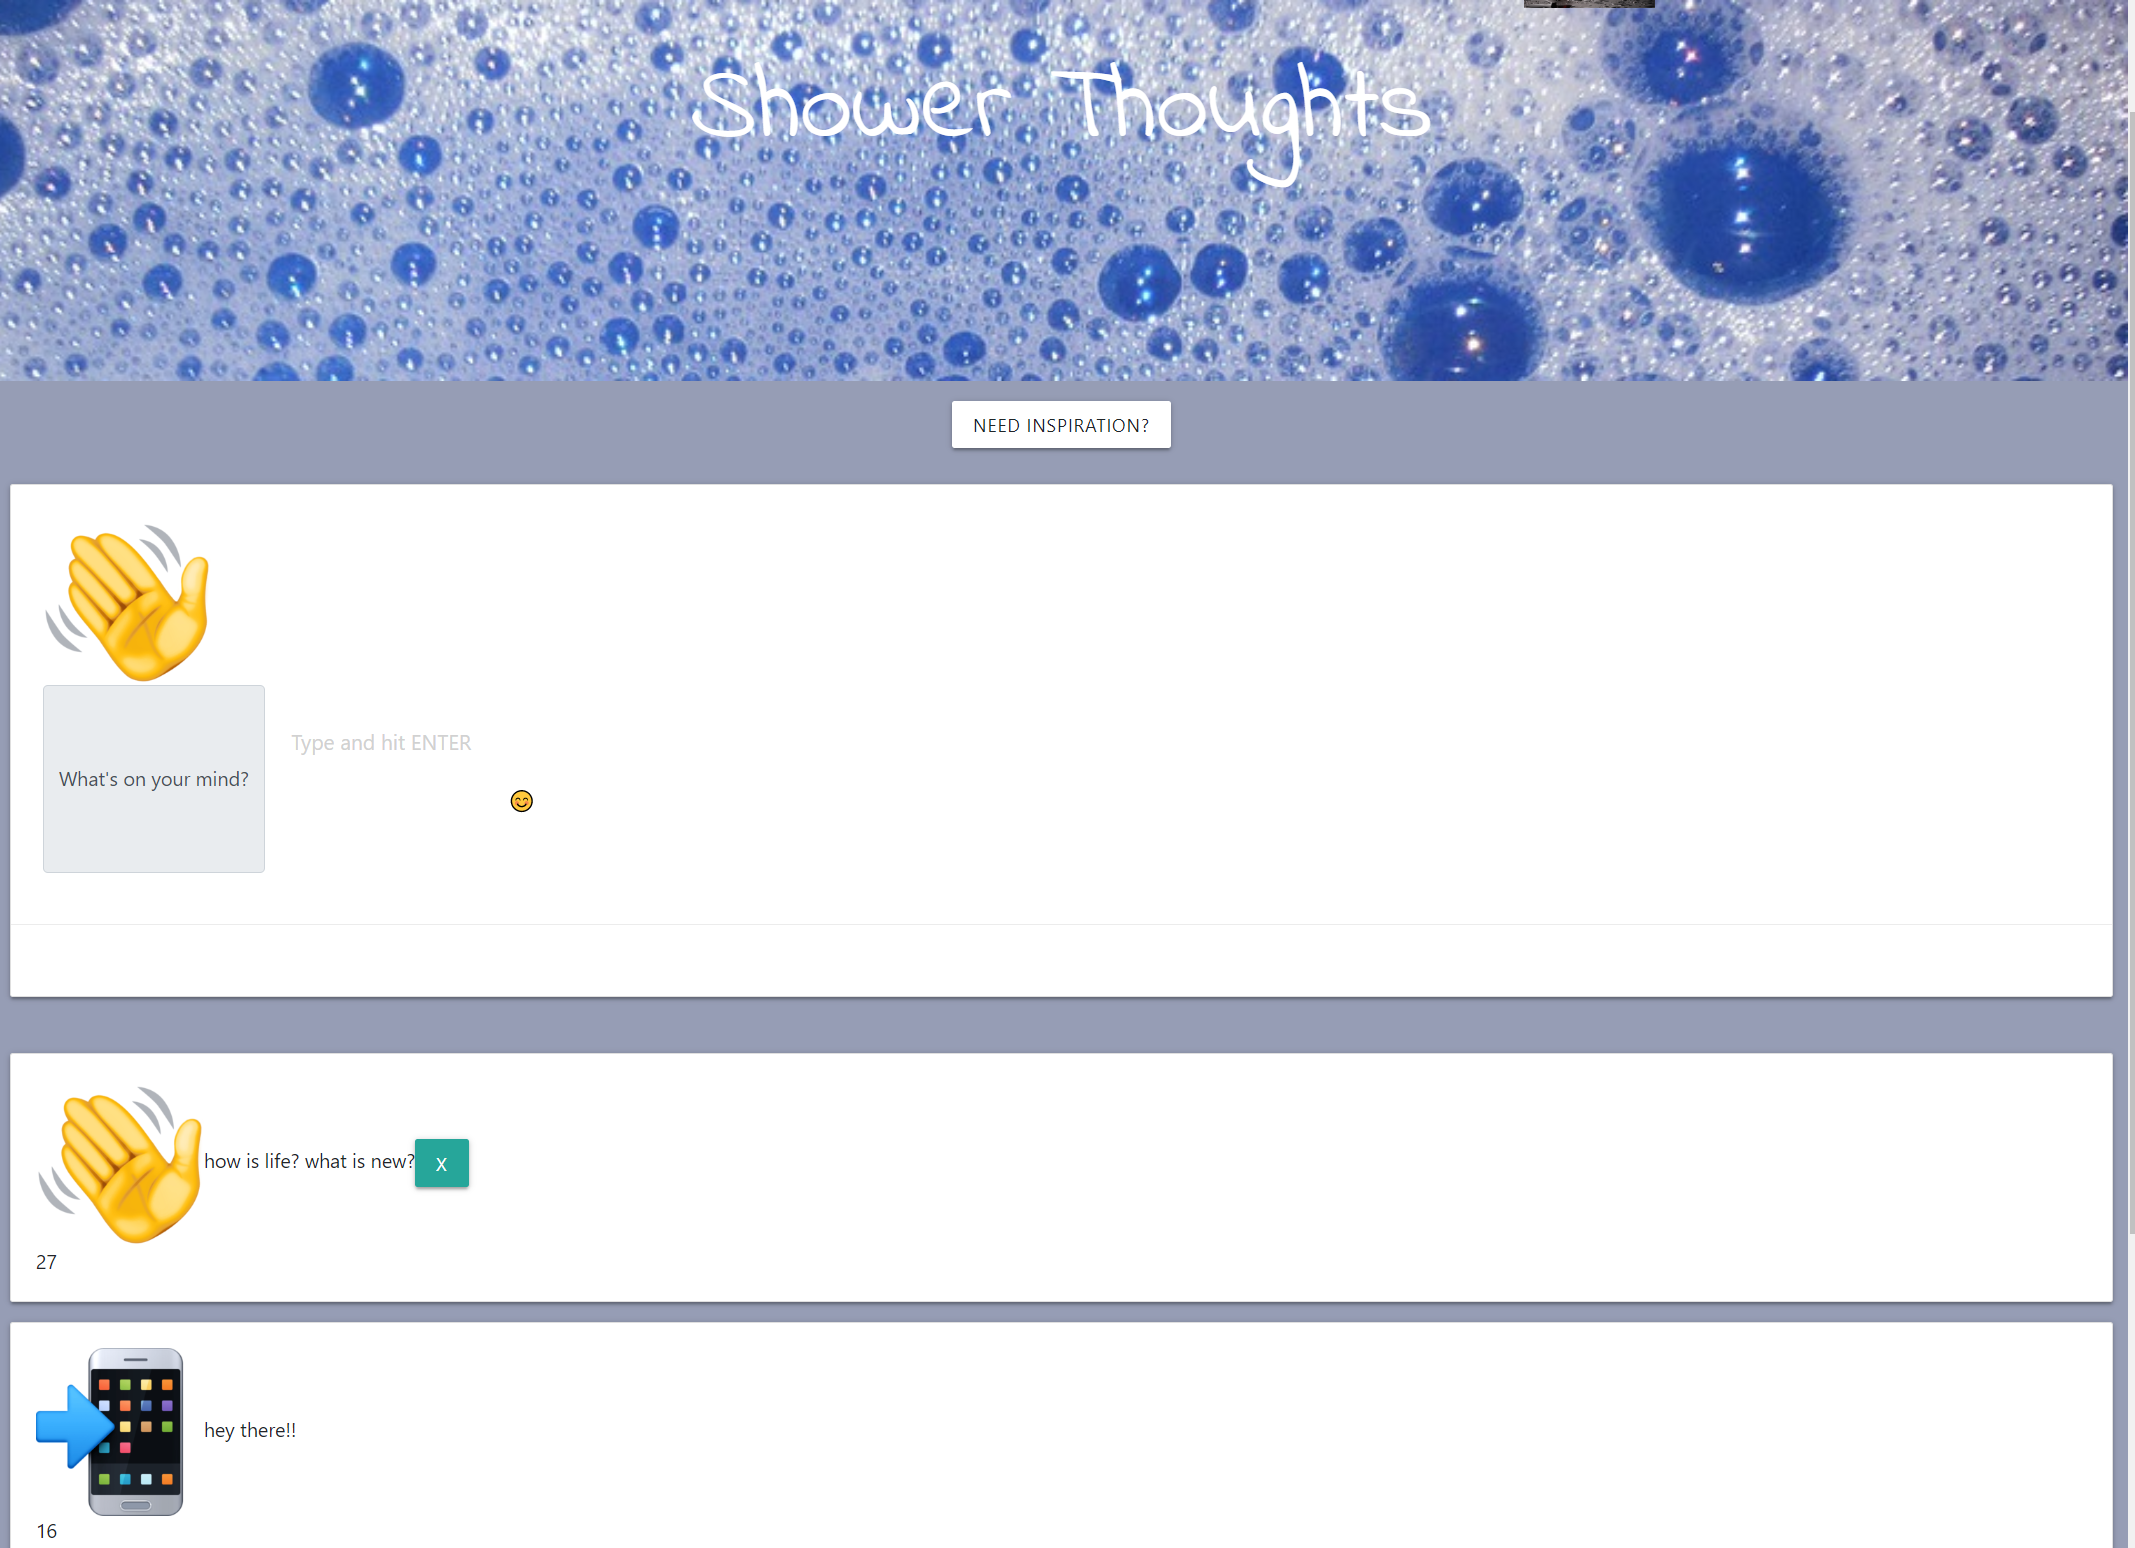 Shower Thoughts
NEED INSPIRATION?
What's on your mind?
Type and hit ENTER
how is life? what is new?
X
27
hey there!!
16